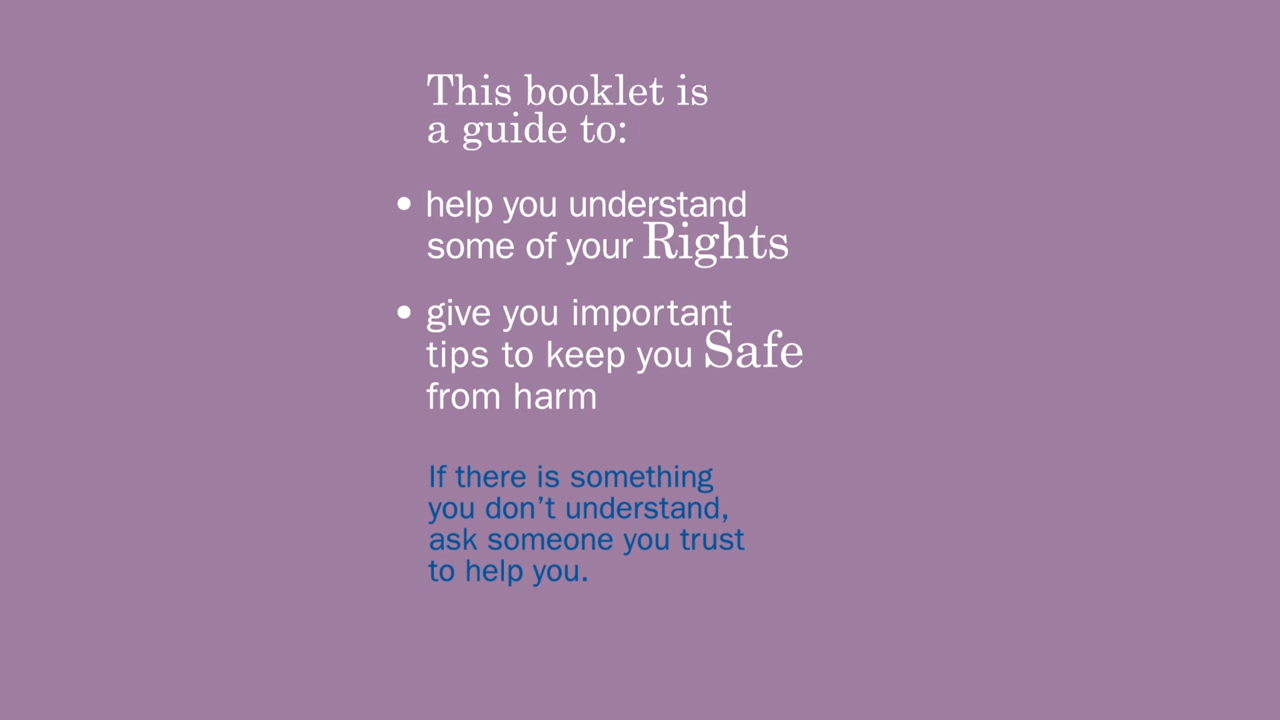 This booklet is
a guide to:
• help you understand
some of your Rights
• give you important
tips to keep you Safe
from harm
If there is something
you don’t understand,
ask someone you trust
to help you.